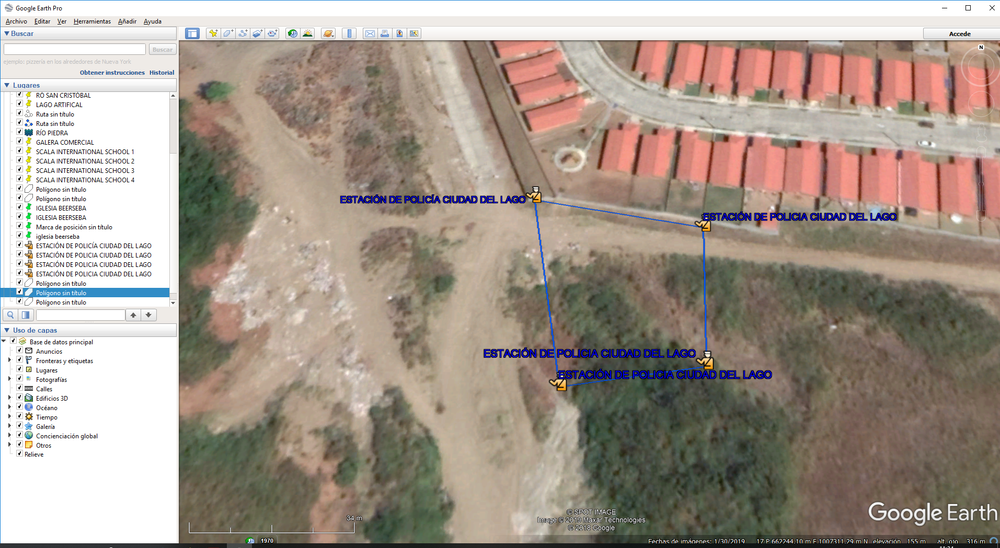 Google Earth Pro
Archivo Editar Ver Herramientas Añadir Ayuda
Buscar
Buscar
ejemplo: pizzería en los alrededores de Nueva York
Obtener instrucciones Historial
Lugares
RÓ SAN CRISTÓBAL
LAGO ARTIFICAL
Ruta sin título
Ruta sin título
RÍO PIEDRA
GALERA COMERCIAL
SCALA INTERNATIONAL SCHOOL 1
SCALA INTERNATIONAL SCHOOL 2
SCALA INTERNATIONAL SCHOOL 3
SCALA INTERNATIONAL SCHOOL 4
Polígono sin título
Polígono sin título
IGLESIA BEERSEBA
IGLESIA BEERSEBA
Marca de posición sin título
iglesia beerseba
ESTACIÓN DE POLICÍA CIUDAD DEL LAGO
ESTACIÓN DE POLICIA CIUDAD DEL LAGO
ESTACIÓN DE POLICIA CIUDAD DEL LAGO
ESTACIÓN DE POLICIA CIUDAD DEL LAGO
Polígono sin título
Polígono sin título
Polígono sin título
Uso de capas
Base de datos principal
Anuncios
Fronteras y etiquetas
Lugares
Fotografías
Calles
Edificios 3D
Océano
Tiempo
Galería
Concienciación global
Otros
Relieve
Accede
N
ESTACIÓN DE POLICÍA CIUDAD DEL LAGO
ESTACIÓN DE POLICIA CIUDAD DEL LAGO
ESTACIÓN DE POLICIA CIUDAD DEL LAGO
ESTACIÓN DE POLICIA CIUDAD DEL LAGO
34 m
© SPOT IMAGE
Image © 2019 Maxar Technologies
© 2018 Google
Google Earth
1970
Fechas de imágenes: 1/30/2019 17 P 662244.10 m E 1007311.29 m N elevación 155 m alt. ojo 316 m